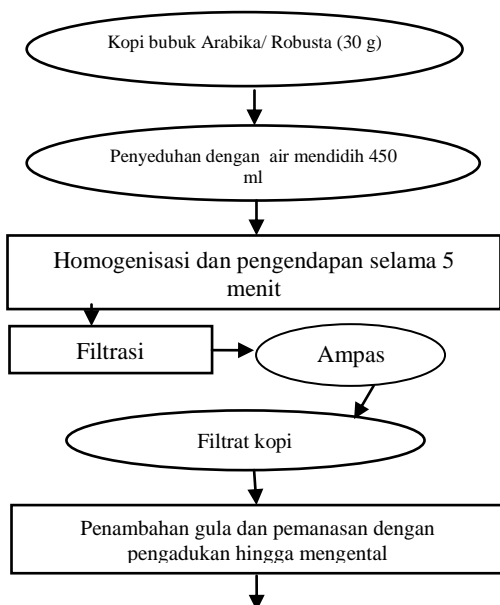 Kopi bubuk Arabika/ Robusta (30 g)
Penyeduhan dengan air mendidih 450
ml
Homogenisasi dan pengendapan selama 5
menit
Filtrasi
Ampas
Filtrat kopi
Penambahan gula dan pemanasan dengan
pengadukan hingga mengental